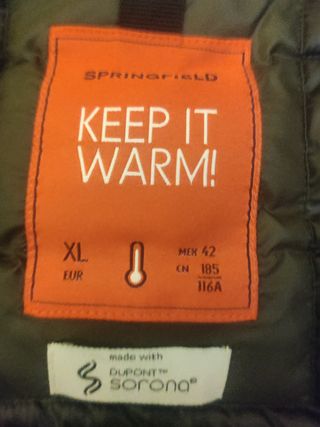 SPRINGFIELD
KEEP IT
WARM!
XL
EUR
MEX 42
CN 185
116A
made with
DUPONT™
sorona®